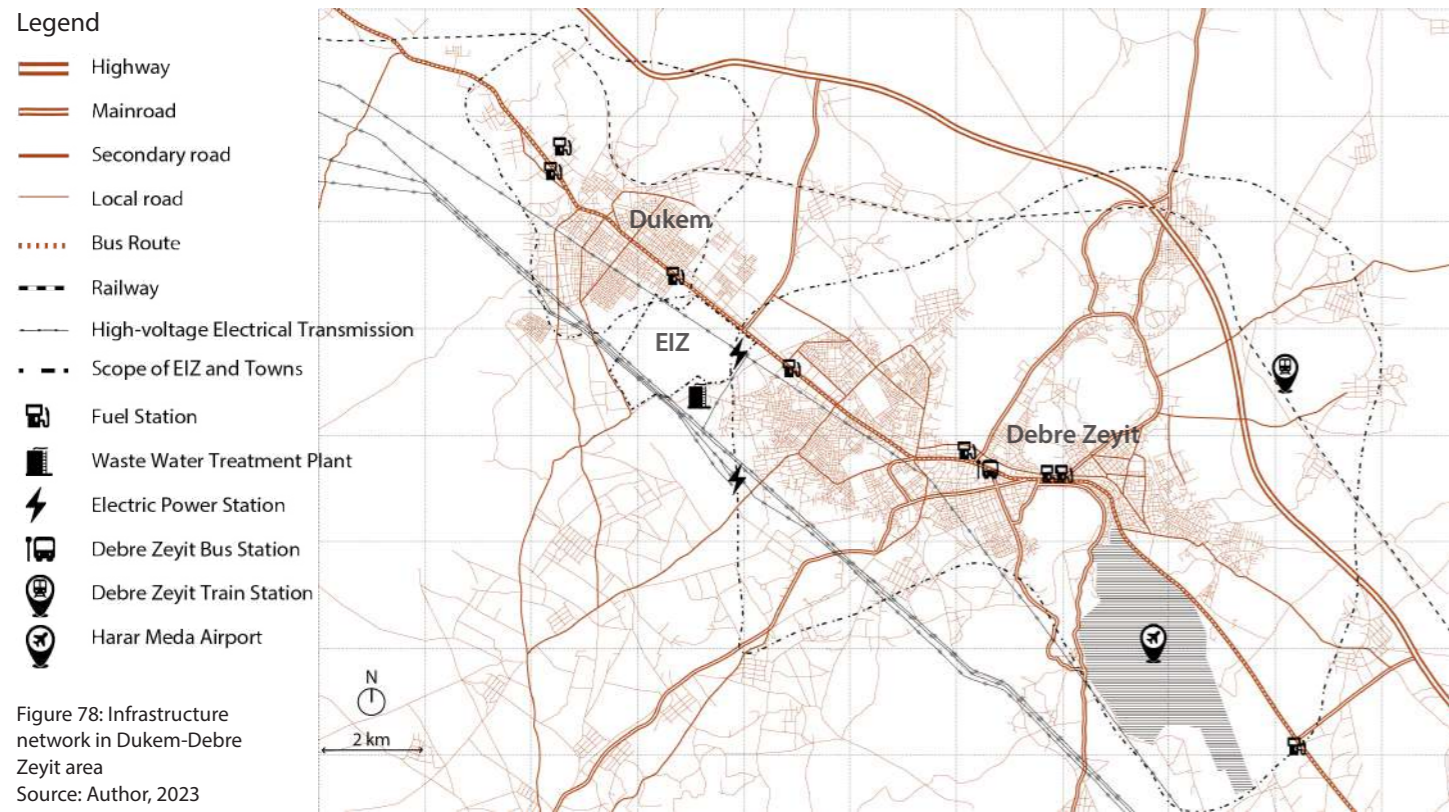 Legend
Highway
Mainroad
Secondary road
Local road
Bus Route
Railway
High-voltage Electrical Transmission
Scope of EIZ and Towns
Fuel Station
Waste Water Treatment Plant
Electric Power Station
Debre Zeyit Bus Station
Debre Zeyit Train Station
Harar Meda Airport
Figure 78: Infrastructure
network in Dukem-Debre
Zeyit area
Source: Author, 2023
Dukem
EIZ
Debre Zeyit
N
2 km